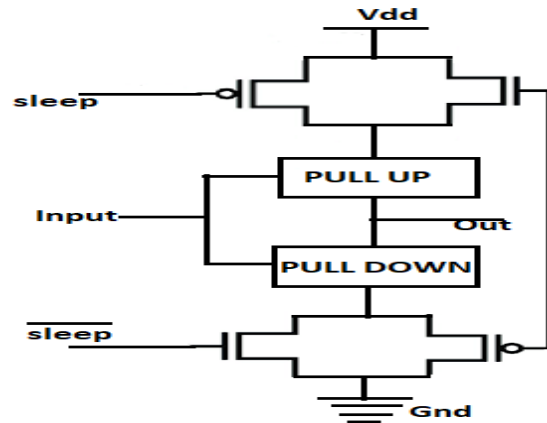 Vdd
sleep
PULL UP
Input
Out
PULL DOWN
sleep
Gnd